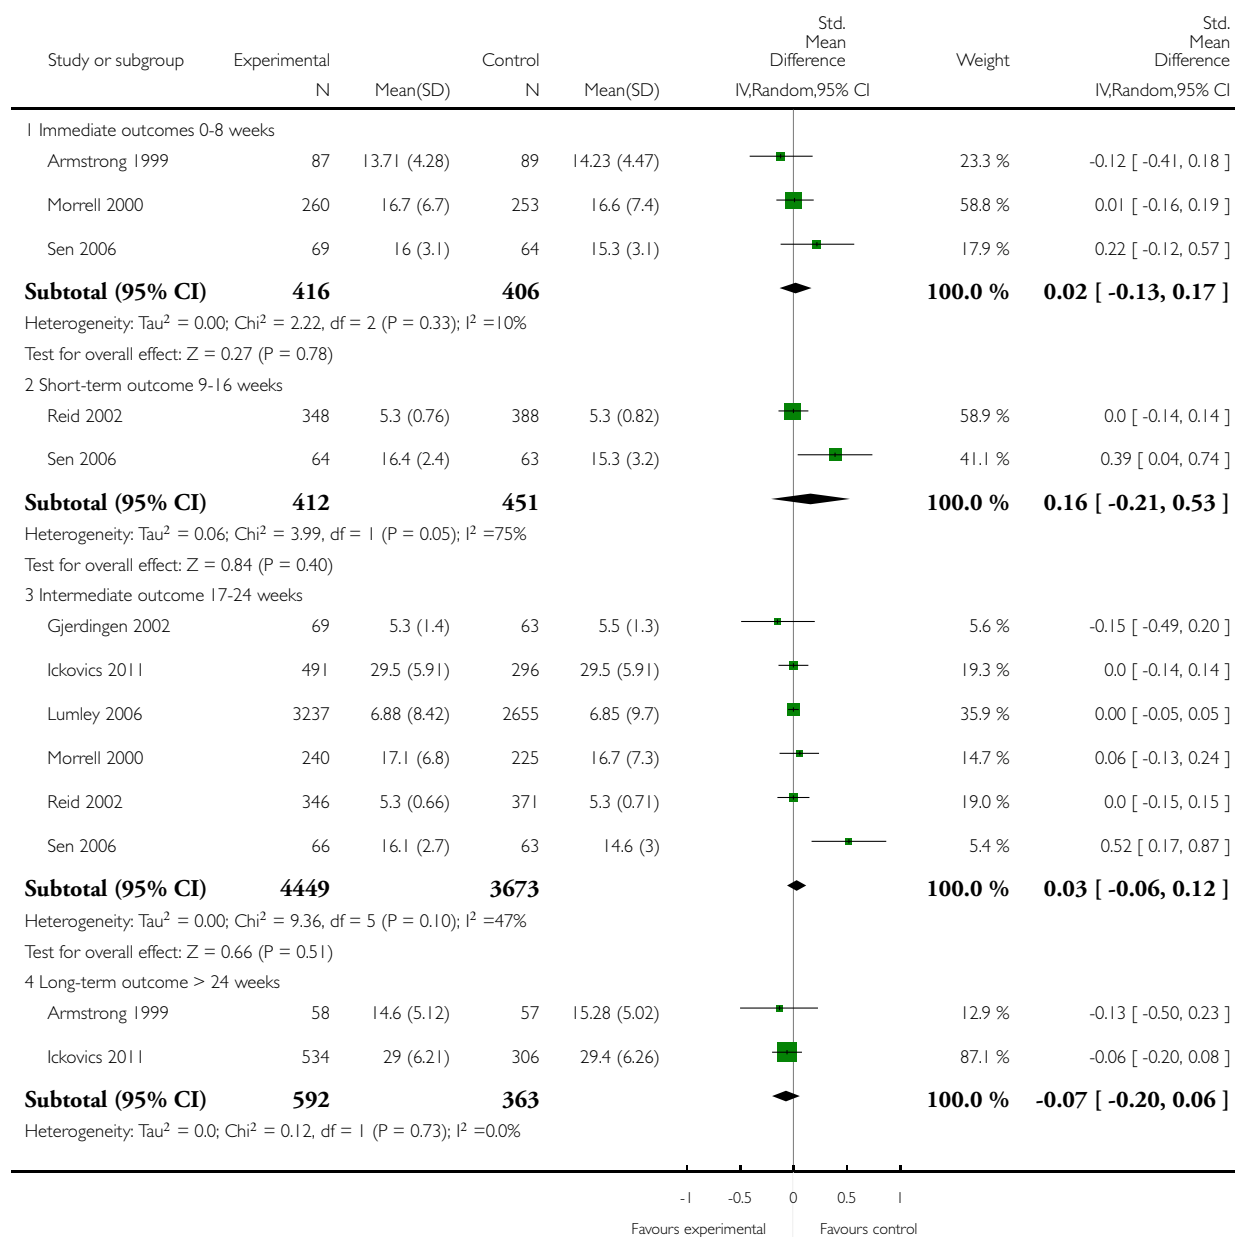 Study or subgroup Experimental Control Std. Mean Difference Weight Std. Mean Difference
N Mean(SD) N Mean(SD) IV,Random,95% CI IV,Random,95% CI
1 Immediate outcomes 0-8 weeks
Armstrong 1999 87 13.71 (4.28) 89 14.23 (4.47) 23.3 % -0.12 [ -0.41, 0.18 ]
Morrell 2000 260 16.7 (6.7) 253 16.6 (7.4) 58.8 % 0.01 [ -0.16, 0.19 ]
Sen 2006 69 16 (3.1) 64 15.3 (3.1) 17.9 % 0.22 [ -0.12, 0.57 ]
Subtotal (95% CI) 416 406 100.0 % 0.02 [ -0.13, 0.17 ]
Heterogeneity: Tau² = 0.00; Chi² = 2.22, df = 2 (P = 0.33); I² =10%
Test for overall effect: Z = 0.27 (P = 0.78)
2 Short-term outcome 9-16 weeks
Reid 2002 348 5.3 (0.76) 388 5.3 (0.82) 58.9 % 0.0 [ -0.14, 0.14 ]
Sen 2006 64 16.4 (2.4) 63 15.3 (3.2) 41.1 % 0.39 [ 0.04, 0.74 ]
Subtotal (95% CI) 412 451 100.0 % 0.16 [ -0.21, 0.53 ]
Heterogeneity: Tau² = 0.06; Chi² = 3.99, df = 1 (P = 0.05); I² =75%
Test for overall effect: Z = 0.84 (P = 0.40)
3 Intermediate outcome 17-24 weeks
Gjerdingen 2002 69 5.3 (1.4) 63 5.5 (1.3) 5.6 % -0.15 [ -0.49, 0.20 ]
Ickovics 2011 491 29.5 (5.91) 296 29.5 (5.91) 19.3 % 0.0 [ -0.14, 0.14 ]
Lumley 2006 3237 6.88 (8.42) 2655 6.85 (9.7) 35.9 % 0.00 [ -0.05, 0.05 ]
Morrell 2000 240 17.1 (6.8) 225 16.7 (7.3) 14.7 % 0.06 [ -0.13, 0.24 ]
Reid 2002 346 5.3 (0.66) 371 5.3 (0.71) 19.0 % 0.0 [ -0.15, 0.15 ]
Sen 2006 66 16.1 (2.7) 63 14.6 (3) 5.4 % 0.52 [ 0.17, 0.87 ]
Subtotal (95% CI) 4449 3673 100.0 % 0.03 [ -0.06, 0.12 ]
Heterogeneity: Tau² = 0.00; Chi² = 9.36, df = 5 (P = 0.10); I² =47%
Test for overall effect: Z = 0.66 (P = 0.51)
4 Long-term outcome > 24 weeks
Armstrong 1999 58 14.6 (5.12) 57 15.28 (5.02) 12.9 % -0.13 [ -0.50, 0.23 ]
Ickovics 2011 534 29 (6.21) 306 29.4 (6.26) 87.1 % -0.06 [ -0.20, 0.08 ]
Subtotal (95% CI) 592 363 100.0 % -0.07 [ -0.20, 0.06 ]
Heterogeneity: Tau² = 0.0; Chi² = 0.12, df = 1 (P = 0.73); I² =0.0%
-1 -0.5 0 0.5 1
Favours experimental Favours control